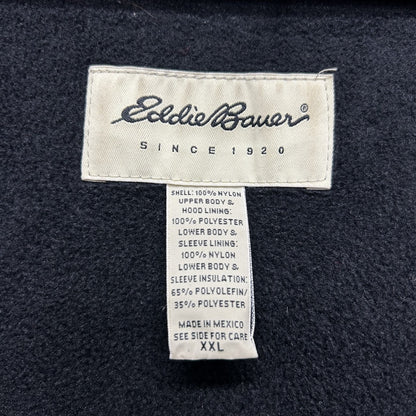 Eddie Bauer®
SINCE 1920
SHELL: 100% NYLON
UPPER BODY &
HOOD LINING:
100% POLYESTER
LOWER BODY &
SLEEVE LINING:
100% NYLON
LOWER BODY &
SLEEVE INSULATION:
65% POLYOLEFIN/
35% POLYESTER
MADE IN MEXICO
SEE SIDE FOR CARE
XXL